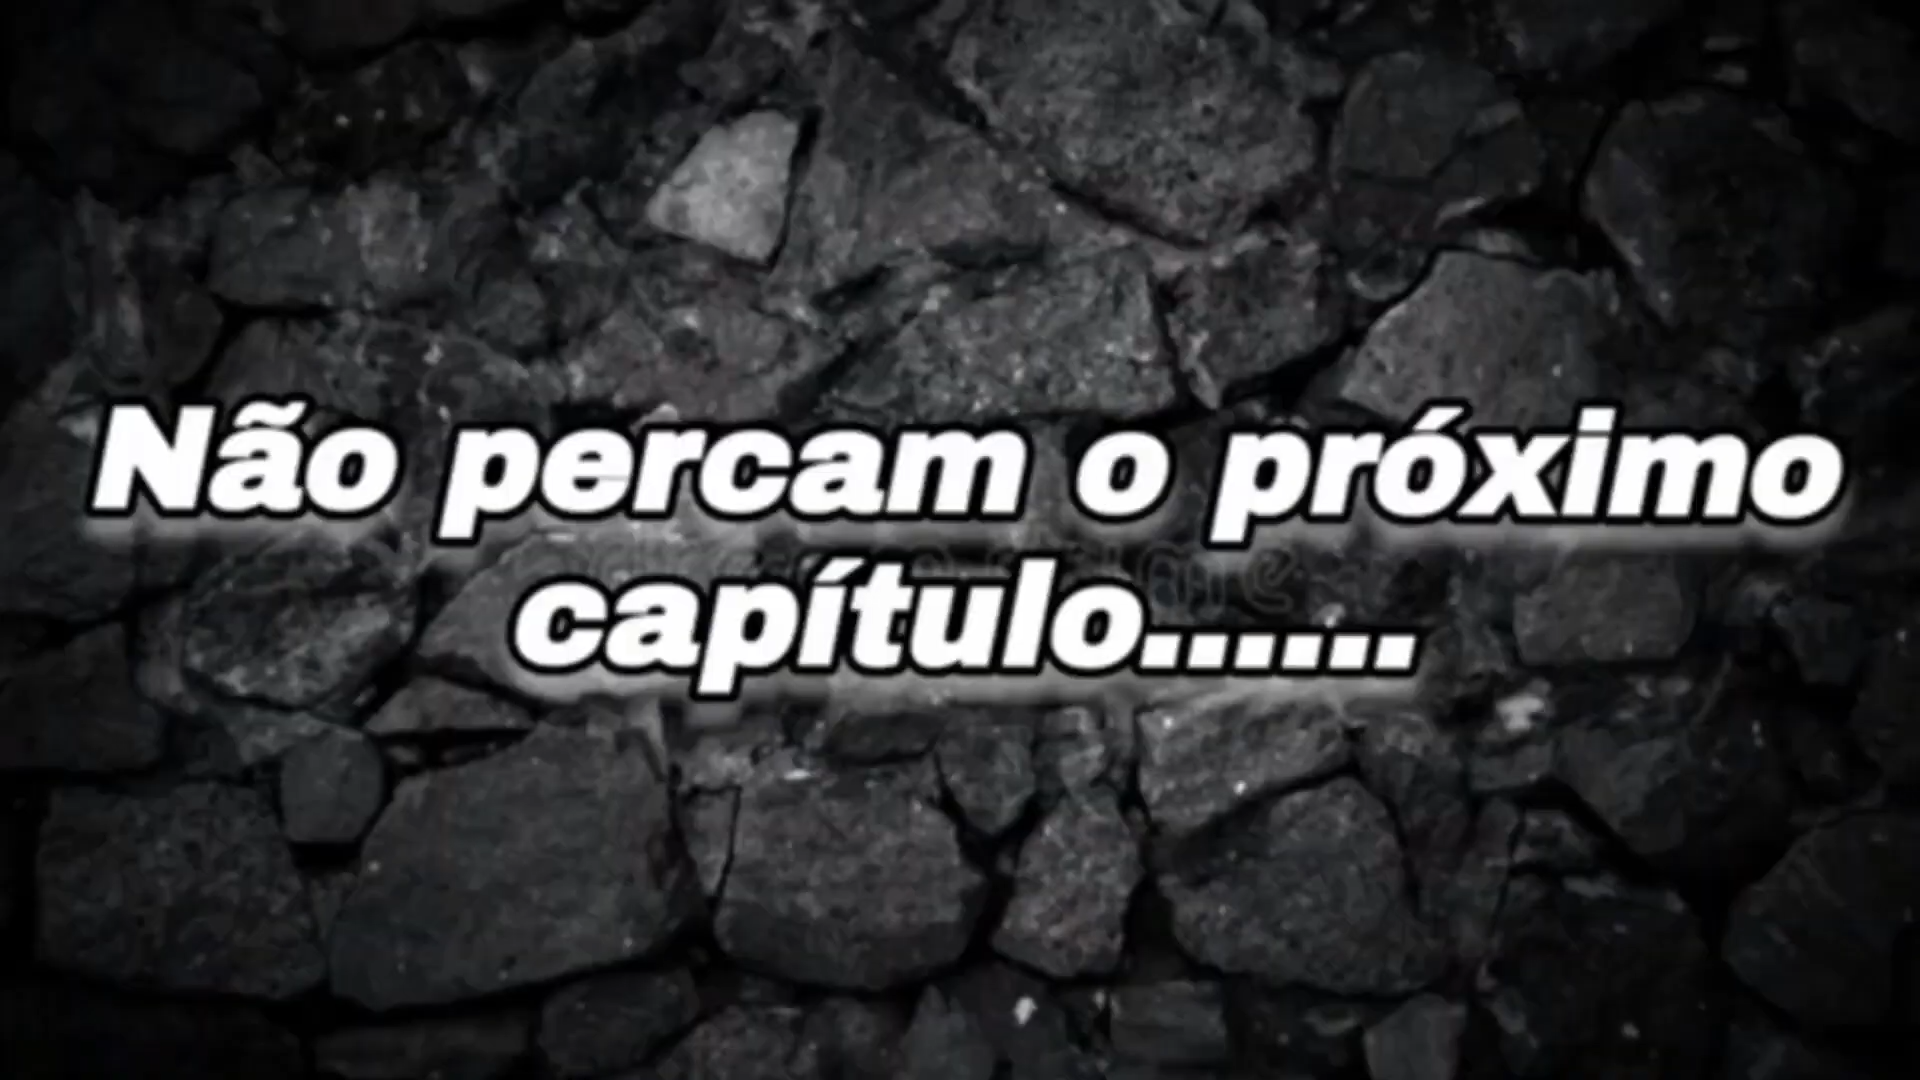 Não percam o próximo
capítulo......